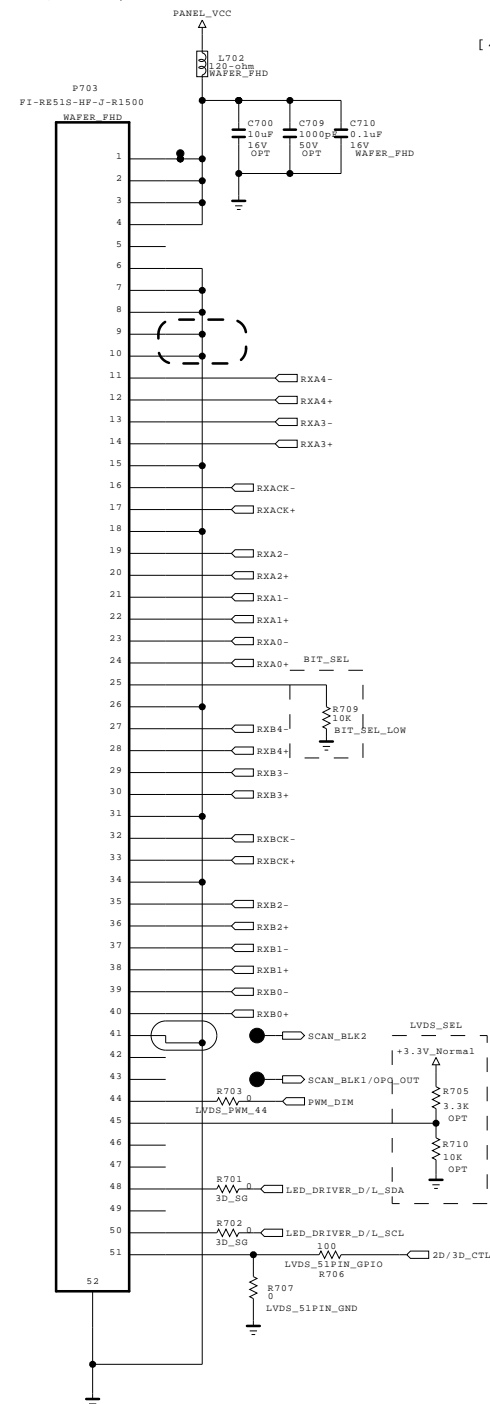 PANEL_VCC
[
L702
120-ohm
WAFER_FHD
P703
FI-RE51S-HF-J-R1500
WAFER_FHD
C700
10uF
16V
OPT
C709
1000pF
50V
OPT
C710
0.1uF
16V
WAFER_FHD
1
2
3
4
5
6
7
8
9
10
11 RXA4-
12 RXA4+
13 RXA3-
14 RXA3+
15
16 RXACK-
17 RXACK+
18
19 RXA2-
20 RXA2+
21 RXA1-
22 RXA1+
23 RXA0-
24 RXA0+
BIT_SEL
25
R709
10K
BIT_SEL_LOW
26
27 RXB4-
28 RXB4+
29 RXB3-
30 RXB3+
31
32 RXBCK-
33 RXBCK+
34
35 RXB2-
36 RXB2+
37 RXB1-
38 RXB1+
39 RXB0-
40 RXB0+
LVDS_SEL
41 SCAN_BLK2
+3.3V_Normal
42
43 SCAN_BLK1/OPC_OUT
R705
3.3K
OPT
44 R703 0 PWM_DIM
LVDS_PWM_44
45
R710
10K
OPT
46
47
48 R701 0 LED_DRIVER_D/L_SDA
3D_SG
49
50 R702 0 LED_DRIVER_D/L_SCL
3D_SG
51 100 2D/3D_CTL
LVDS_51PIN_GPIO
R706
R707
0
LVDS_51PIN_GND
52